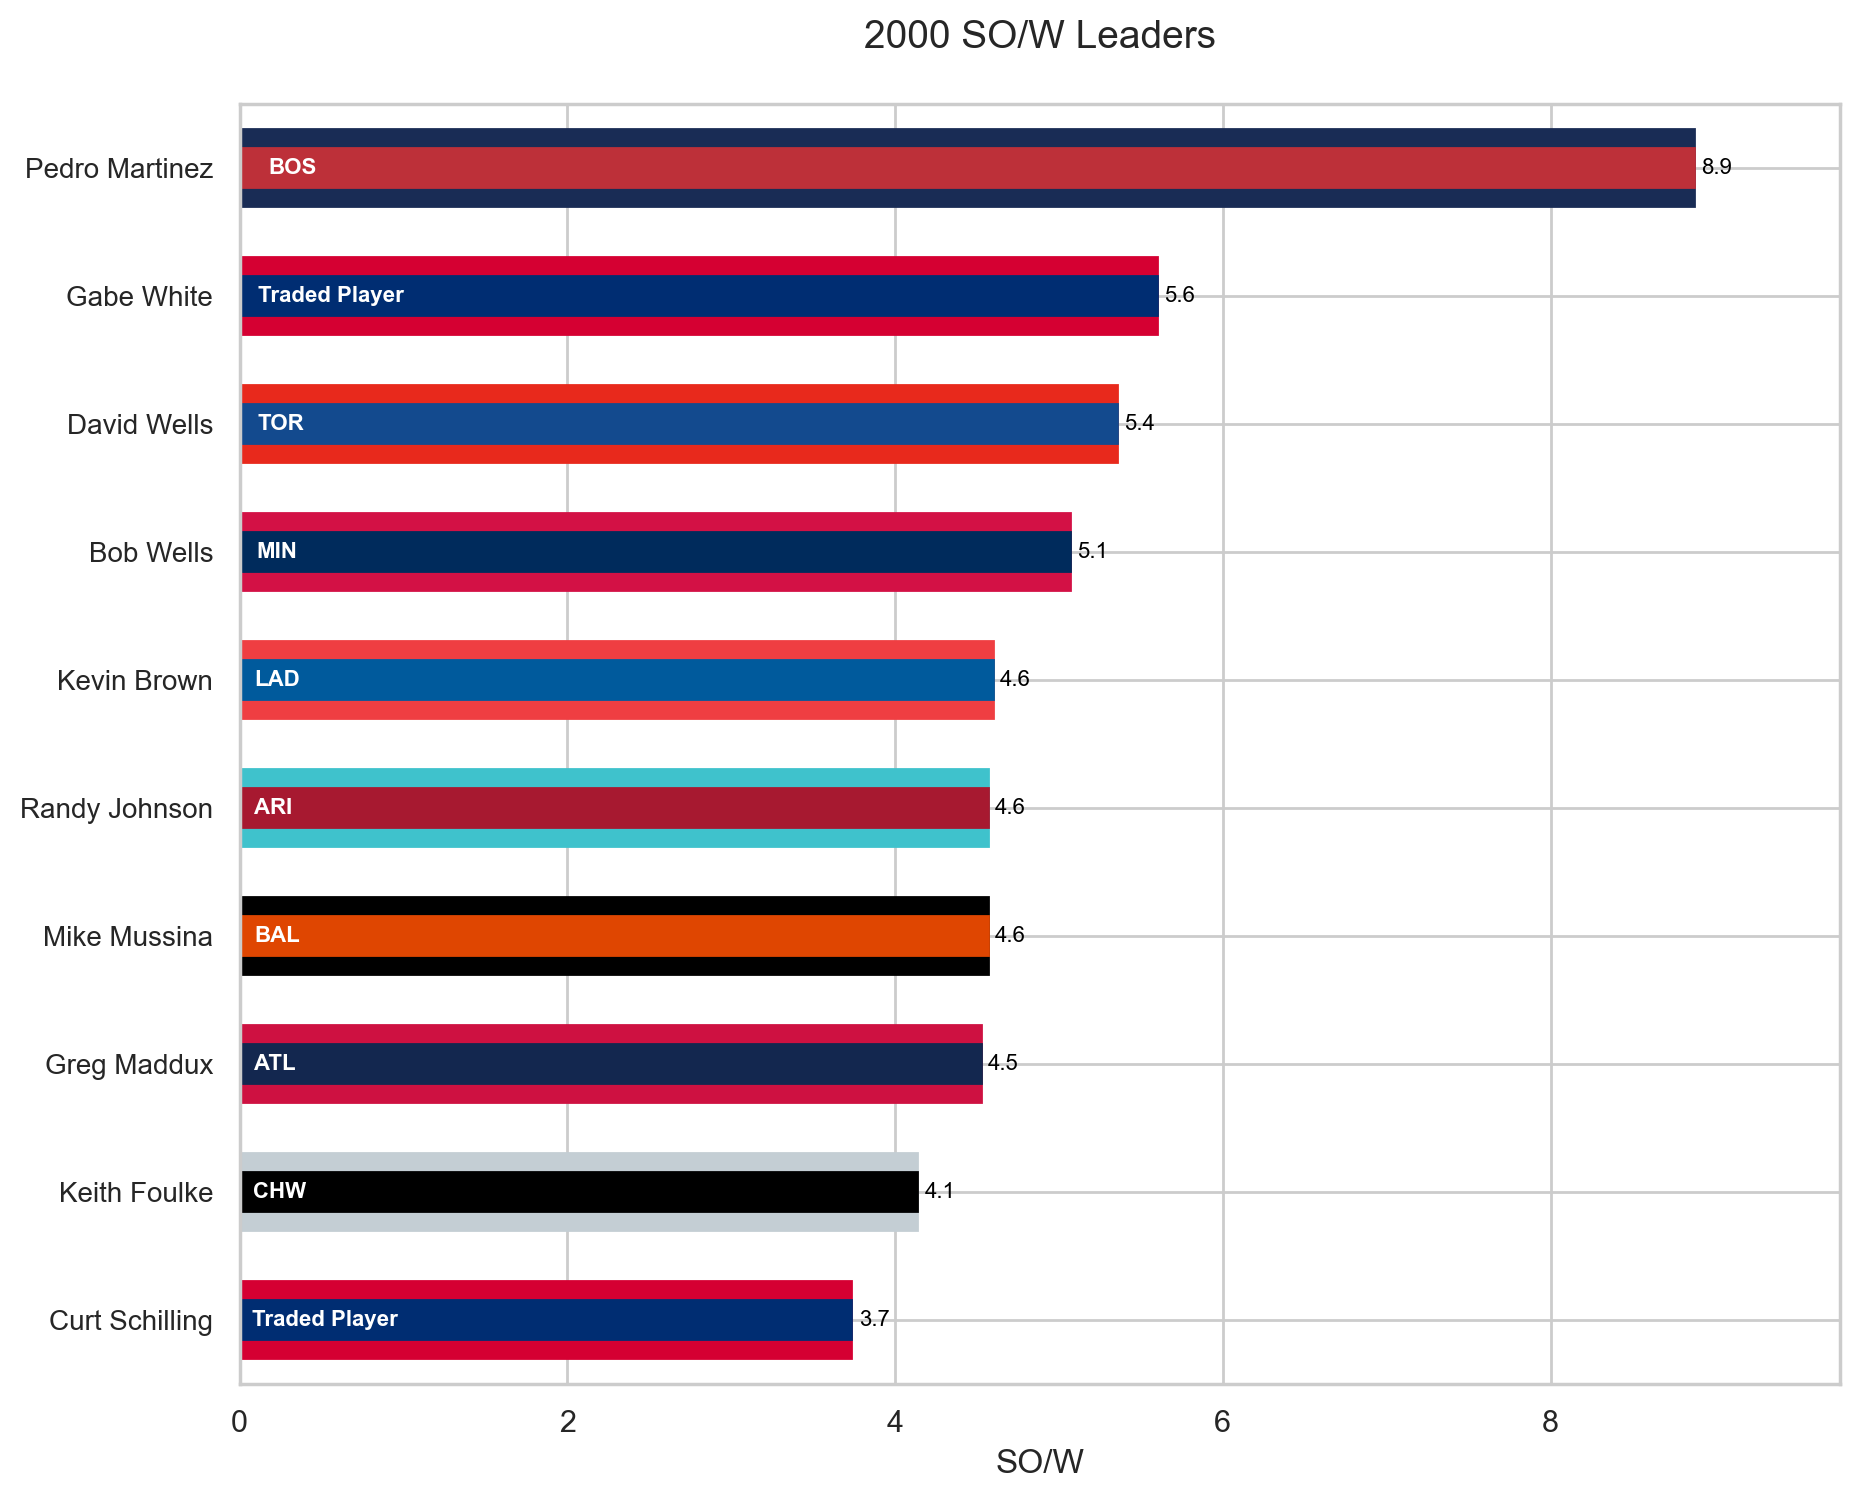 2000 SO/W Leaders
Pedro Martinez BOS 8.9
Gabe White Traded Player 5.6
David Wells TOR 5.4
Bob Wells MIN 5.1
Kevin Brown LAD 4.6
Randy Johnson ARI 4.6
Mike Mussina BAL 4.6
Greg Maddux ATL 4.5
Keith Foulke CHW 4.1
Curt Schilling Traded Player 3.7
0 2 4 6 8
SO/W